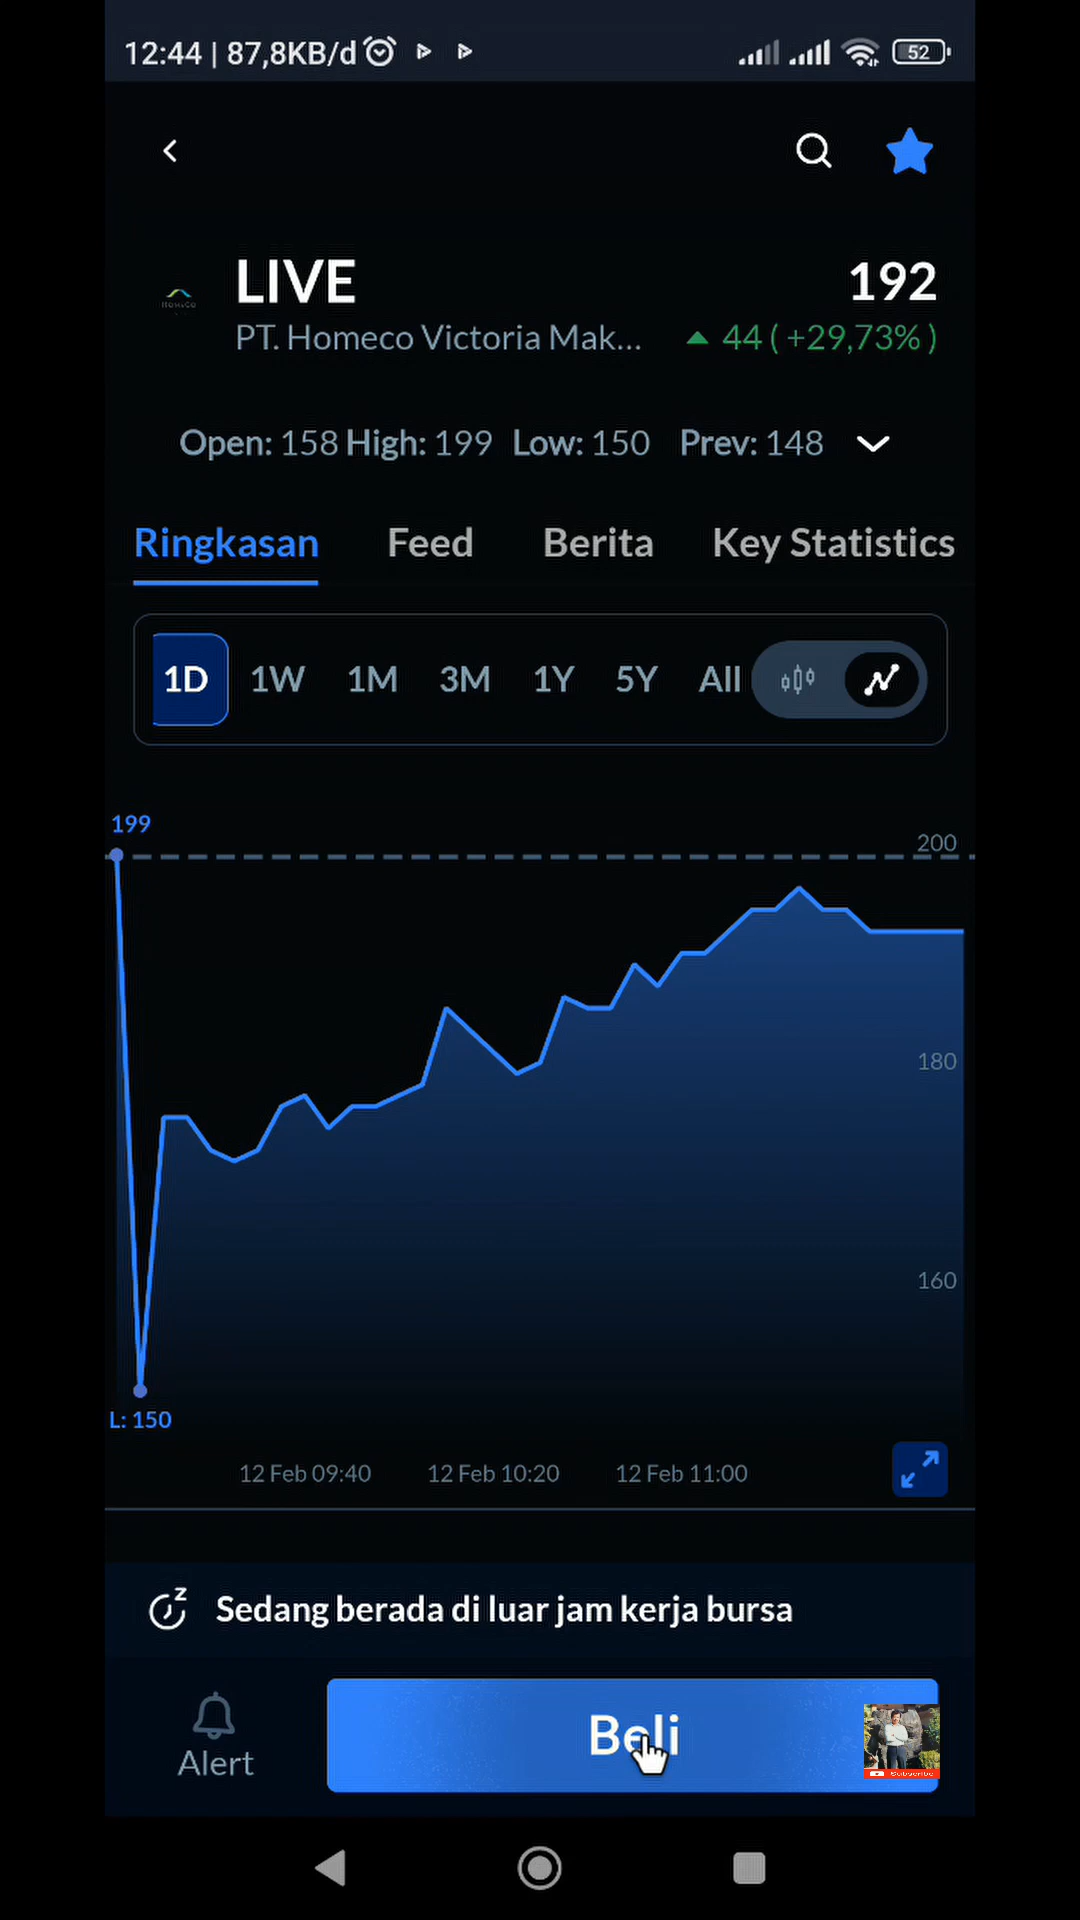 12:44 | 87,8KB/d
52
LIVE
192
PT. Homeco Victoria Mak...
44 ( +29,73% )
Open: 158 High: 199 Low: 150 Prev: 148
Ringkasan Feed Berita Key Statistics
1D 1W 1M 3M 1Y 5Y All
199
200
180
160
L: 150
12 Feb 09:40 12 Feb 10:20 12 Feb 11:00
Sedang berada di luar jam kerja bursa
Alert
Beli
Subscribe